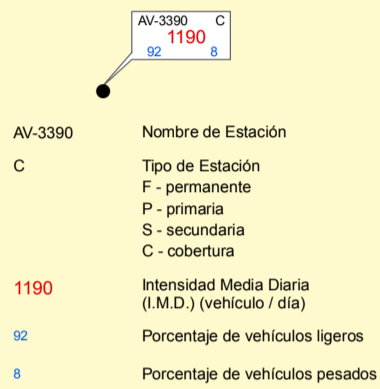 AV-3390 C
1190
92 8
AV-3390 Nombre de Estación
C Tipo de Estación
F - permanente
P - primaria
S - secundaria
C - cobertura
1190 Intensidad Media Diaria
(I.M.D.) (vehículo / día)
92 Porcentaje de vehículos ligeros
8 Porcentaje de vehículos pesados